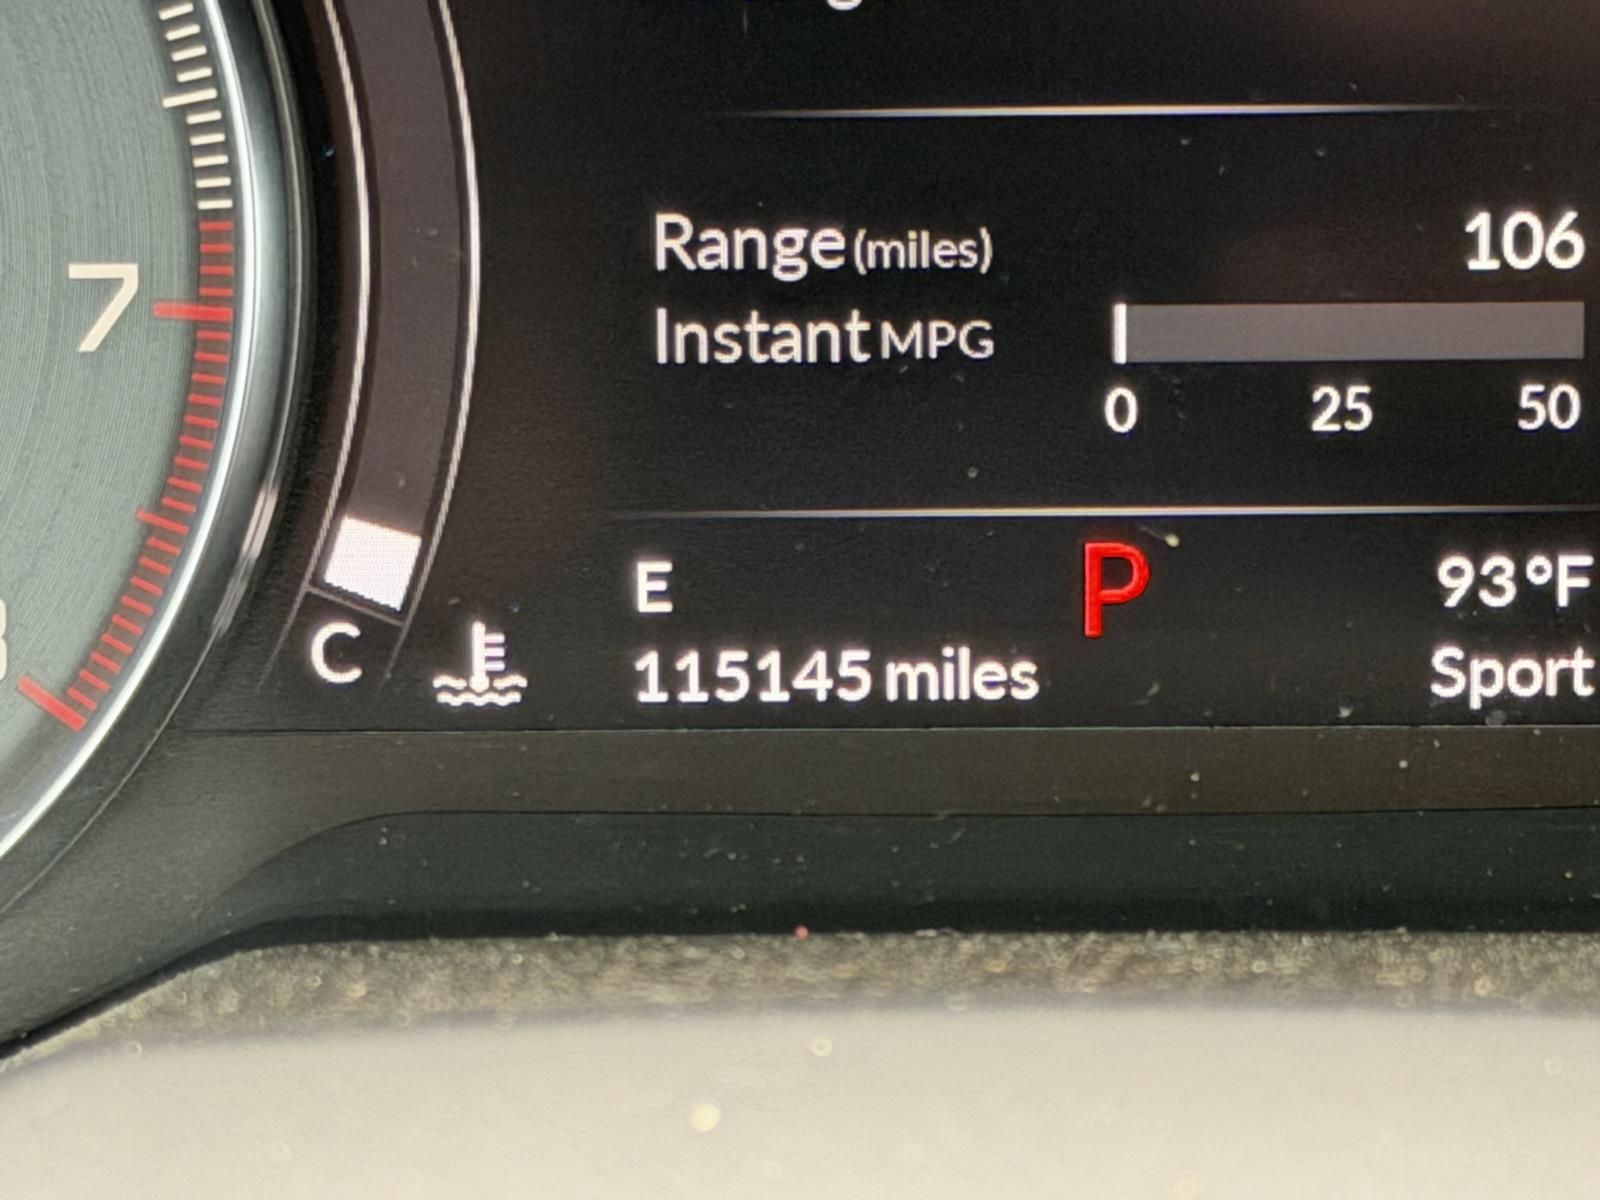 7
Range (miles) 106
Instant MPG
0 25 50
E P 93°F
C 115145 miles Sport